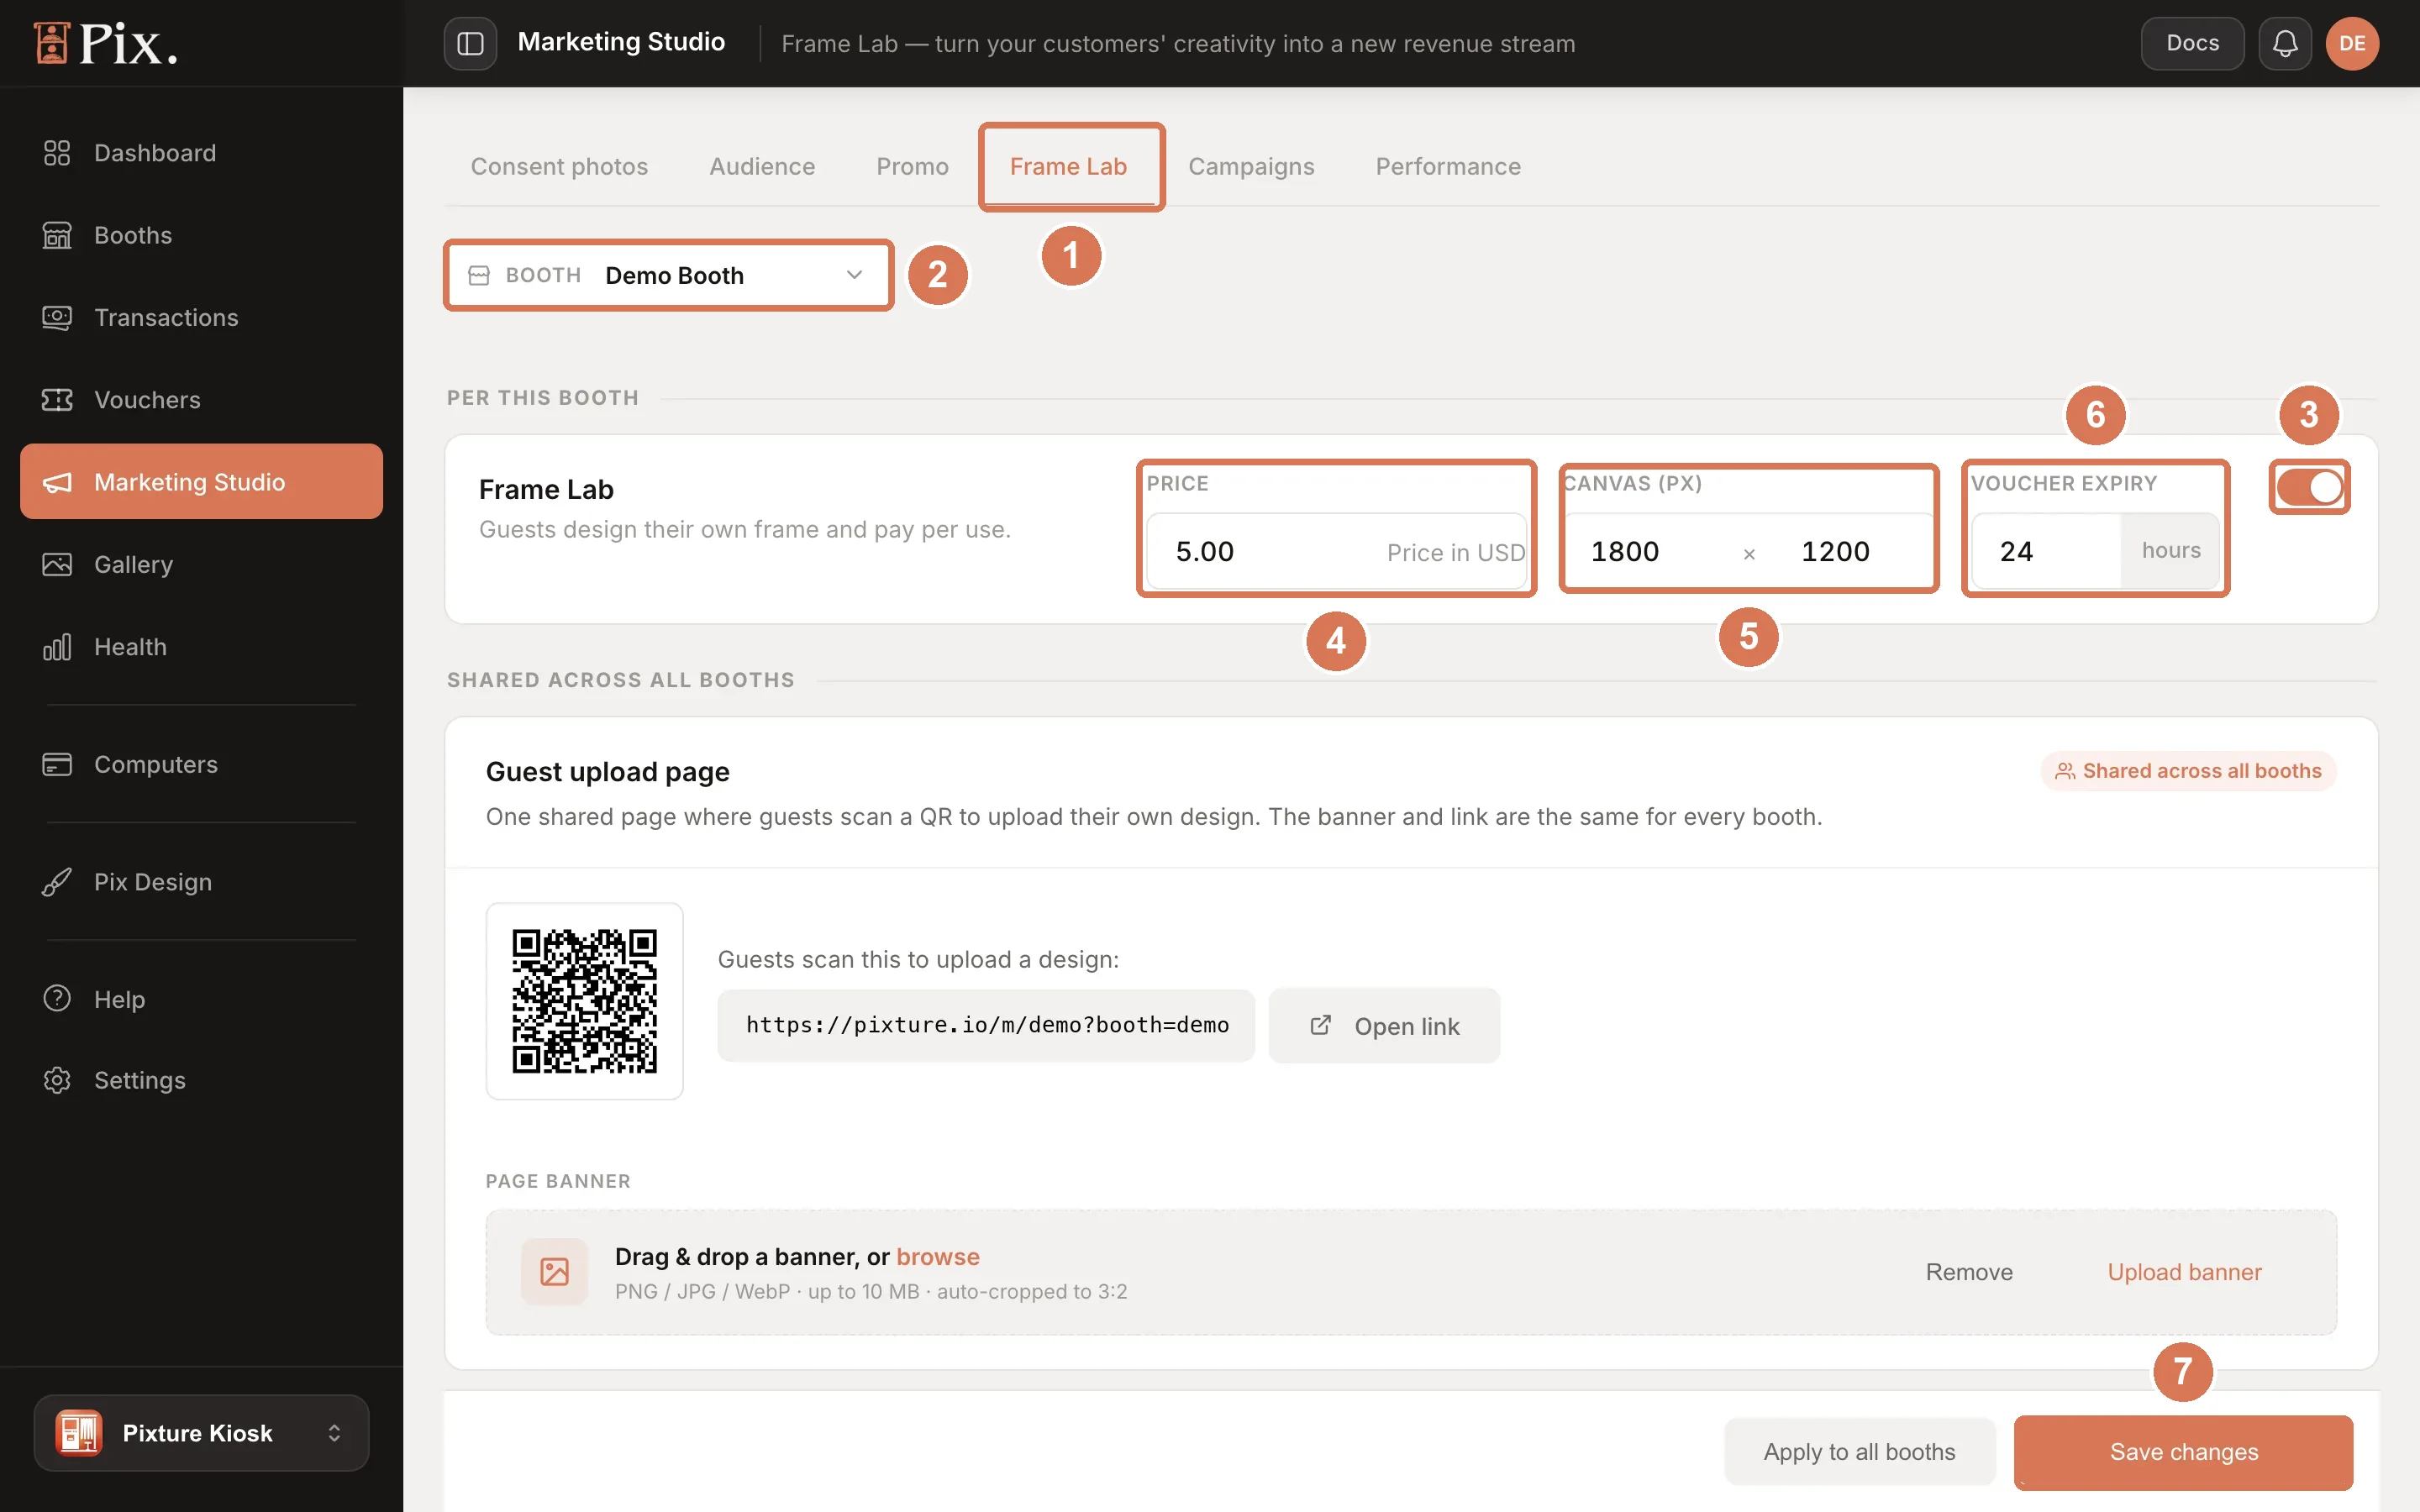 Pix.
Marketing Studio
Frame Lab — turn your customers' creativity into a new revenue stream
Docs
DE
Dashboard
Booths
Transactions
Vouchers
Marketing Studio
Gallery
Health
Computers
Pix Design
Help
Settings
Pixture Kiosk
Consent photos
Audience
Promo
Frame Lab
Campaigns
Performance
1
BOOTH Demo Booth
2
PER THIS BOOTH
6
3
Frame Lab
Guests design their own frame and pay per use.
PRICE
5.00 Price in USD
CANVAS (PX)
1800 × 1200
VOUCHER EXPIRY
24 hours
4
5
SHARED ACROSS ALL BOOTHS
Guest upload page
Shared across all booths
One shared page where guests scan a QR to upload their own design. The banner and link are the same for every booth.
Guests scan this to upload a design:
https://pixture.io/m/demo?booth=demo
Open link
PAGE BANNER
Drag & drop a banner, or browse
PNG / JPG / WebP · up to 10 MB · auto-cropped to 3:2
Remove
Upload banner
7
Apply to all booths
Save changes